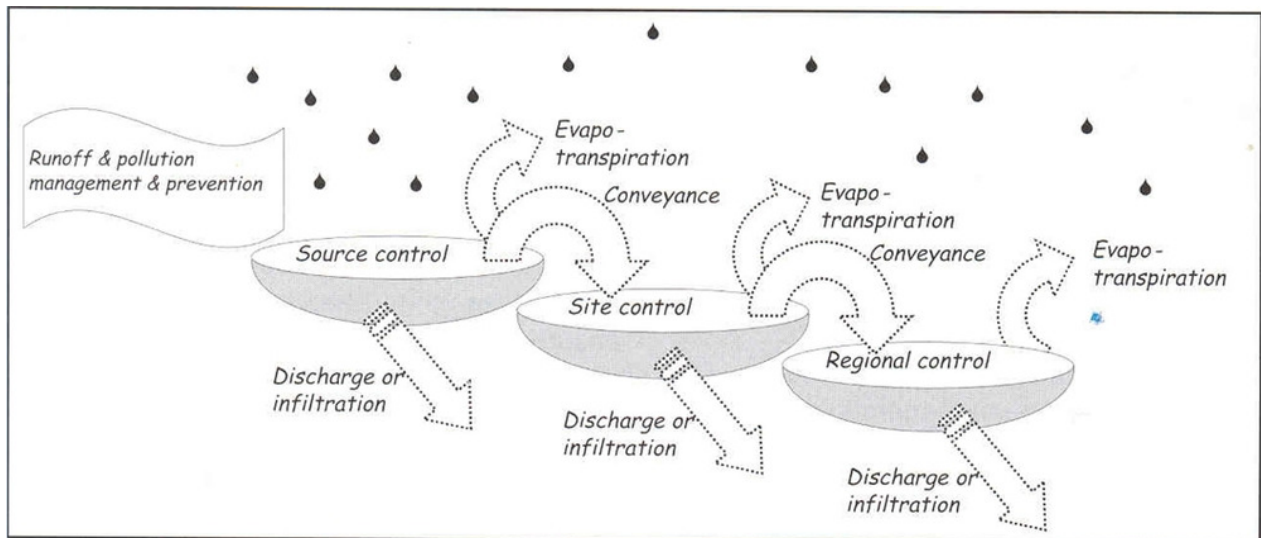 Runoff & pollution
management & prevention
Evapo-
transpiration
Conveyance
Source control
Discharge or
infiltration
Evapo-
transpiration
Conveyance
Site control
Discharge or
infiltration
Evapo-
transpiration
Regional control
Discharge or
infiltration